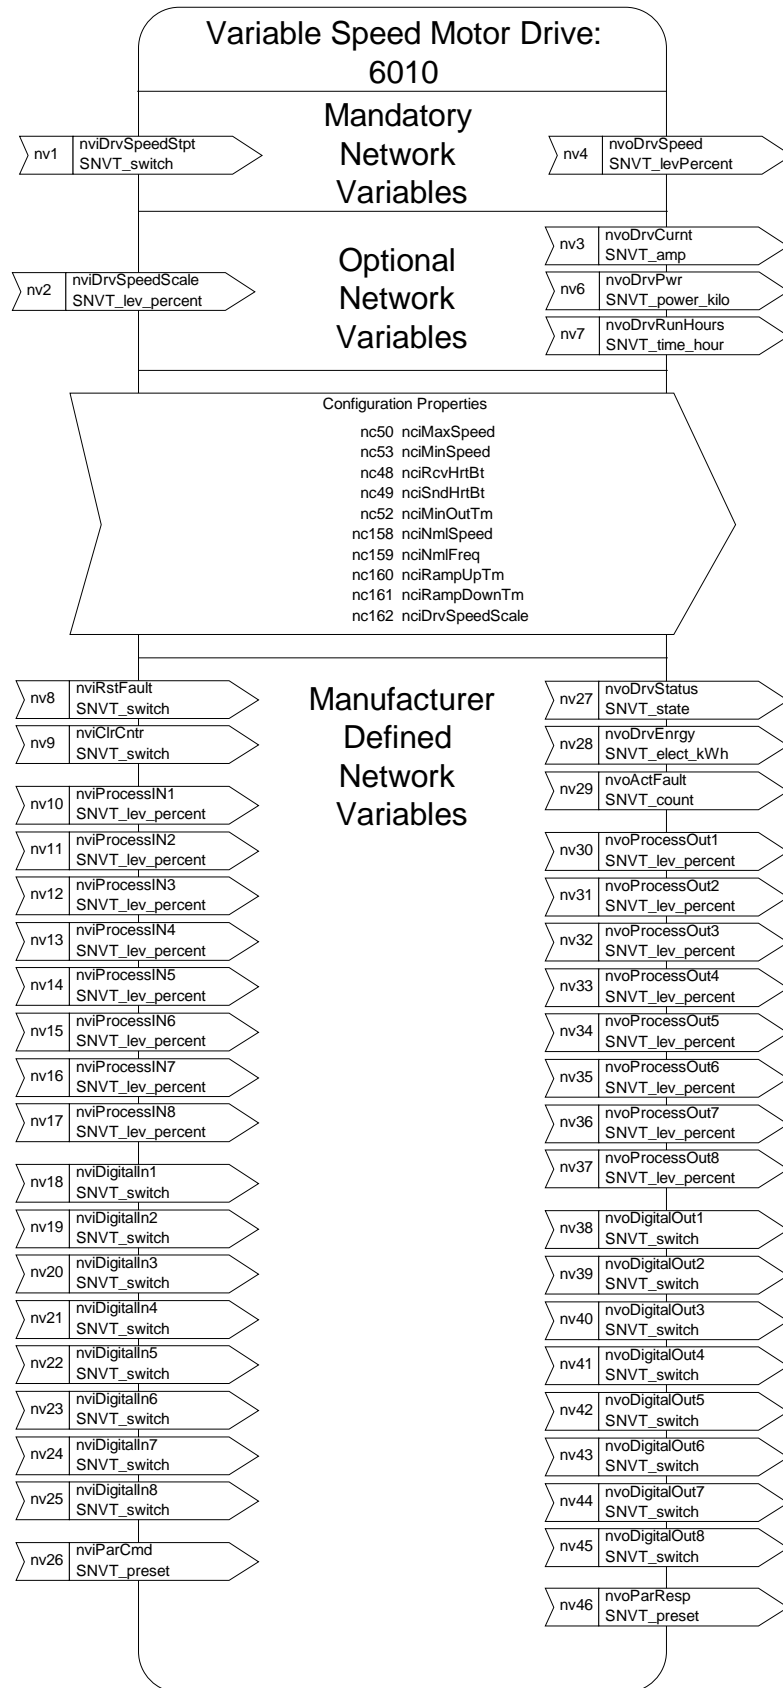 Variable Speed Motor Drive:
6010
Mandatory
Network
Variables
nv1
nviDrvSpeedStpt
SNVT_switch
nv4
nvoDrvSpeed
SNVT_levPercent
Optional
Network
Variables
nv2
nviDrvSpeedScale
SNVT_lev_percent
nv3
nvoDrvCurnt
SNVT_amp
nv6
nvoDrvPwr
SNVT_power_kilo
nv7
nvoDrvRunHours
SNVT_time_hour
Configuration Properties
nc50 nciMaxSpeed
nc53 nciMinSpeed
nc48 nciRcvHrtBt
nc49 nciSndHrtBt
nc52 nciMinOutTm
nc158 nciNmlSpeed
nc159 nciNmlFreq
nc160 nciRampUpTm
nc161 nciRampDownTm
nc162 nciDrvSpeedScale
Manufacturer
Defined
Network
Variables
nv8
nviRstFault
SNVT_switch
nv9
nviClrCntr
SNVT_switch
nv10
nviProcessIN1
SNVT_lev_percent
nv11
nviProcessIN2
SNVT_lev_percent
nv12
nviProcessIN3
SNVT_lev_percent
nv13
nviProcessIN4
SNVT_lev_percent
nv14
nviProcessIN5
SNVT_lev_percent
nv15
nviProcessIN6
SNVT_lev_percent
nv16
nviProcessIN7
SNVT_lev_percent
nv17
nviProcessIN8
SNVT_lev_percent
nv18
nviDigitalIn1
SNVT_switch
nv19
nviDigitalIn2
SNVT_switch
nv20
nviDigitalIn3
SNVT_switch
nv21
nviDigitalIn4
SNVT_switch
nv22
nviDigitalIn5
SNVT_switch
nv23
nviDigitalIn6
SNVT_switch
nv24
nviDigitalIn7
SNVT_switch
nv25
nviDigitalIn8
SNVT_switch
nv26
nviParCmd
SNVT_preset
nv27
nvoDrvStatus
SNVT_state
nv28
nvoDrvEnrgy
SNVT_elect_kWh
nv29
nvoActFault
SNVT_count
nv30
nvoProcessOut1
SNVT_lev_percent
nv31
nvoProcessOut2
SNVT_lev_percent
nv32
nvoProcessOut3
SNVT_lev_percent
nv33
nvoProcessOut4
SNVT_lev_percent
nv34
nvoProcessOut5
SNVT_lev_percent
nv35
nvoProcessOut6
SNVT_lev_percent
nv36
nvoProcessOut7
SNVT_lev_percent
nv37
nvoProcessOut8
SNVT_lev_percent
nv38
nvoDigitalOut1
SNVT_switch
nv39
nvoDigitalOut2
SNVT_switch
nv40
nvoDigitalOut3
SNVT_switch
nv41
nvoDigitalOut4
SNVT_switch
nv42
nvoDigitalOut5
SNVT_switch
nv43
nvoDigitalOut6
SNVT_switch
nv44
nvoDigitalOut7
SNVT_switch
nv45
nvoDigitalOut8
SNVT_switch
nv46
nvoParResp
SNVT_preset